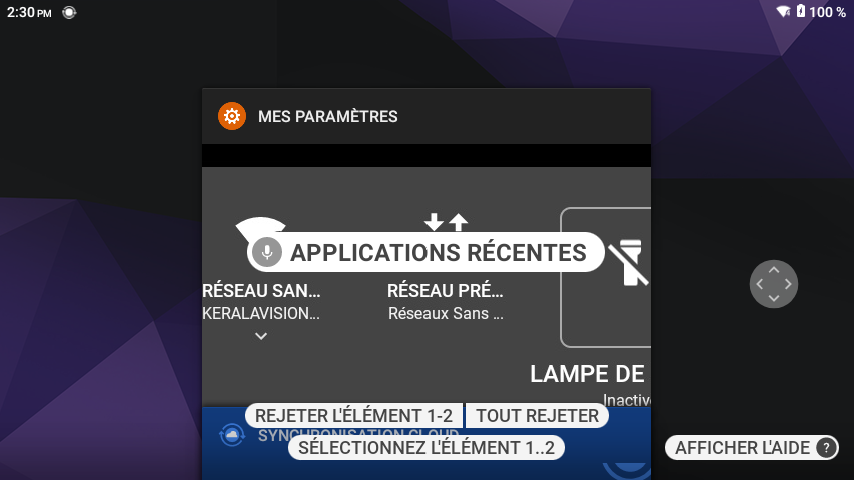 2:30 PM
100 %
MES PARAMÈTRES
APPLICATIONS RÉCENTES
RÉSEAU SAN...
RÉSEAU PRÉ...
KERALAVISION...
Réseaux Sans ...
LAMPE DE
Inactive
REJETER L'ÉLÉMENT 1-2
TOUT REJETER
SYNCHRONISATION CLOUD
SÉLECTIONNEZ L'ÉLÉMENT 1..2
AFFICHER L'AIDE ?